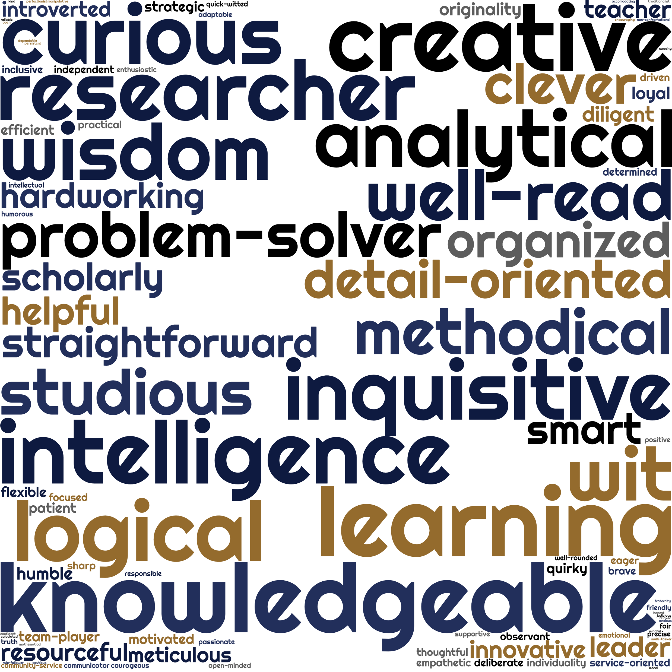 introverted strategic quick-witted originality teacher
adaptable
curious creative
inclusive independent enthusiastic
researcher clever driven
loyal
efficient practical diligent
wisdom analytical
determined
intellectual
hardworking well-read
humorous
problem-solver organized
scholarly detail-oriented
helpful
straightforward methodical
studious inquisitive
smart positive
intelligence wit
flexible focused
patient
logical learning
sharp well-rounded eager
humble responsible quirky brave
knowledgeable
friendly
fair
team-player motivated passionate supportive observant emotional precise
truth
resourceful meticulous thoughtful innovative leader
community-service communicator courageous open-minded empathetic deliberate individuality service-oriented